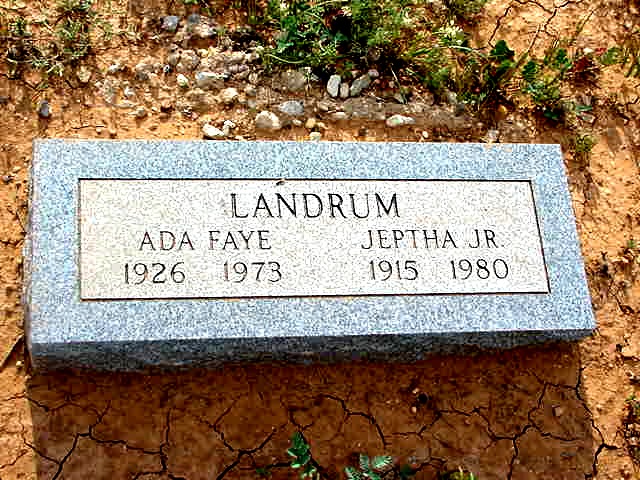 LANDRUM
ADA FAYE JEPTHA JR.
1926 1973 1915 1980